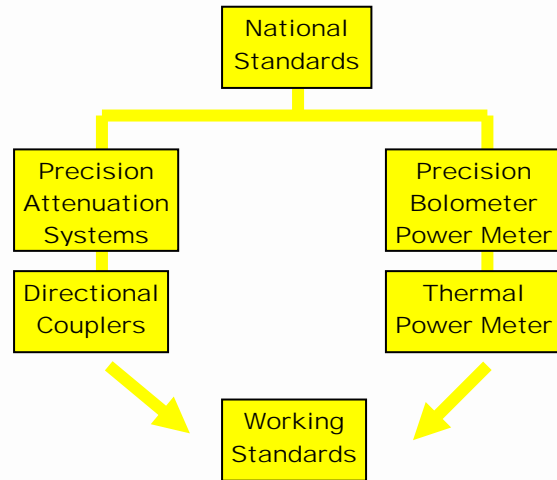 National
Standards
Precision
Attenuation
Systems
Precision
Bolometer
Power Meter
Directional
Couplers
Thermal
Power Meter
Working
Standards